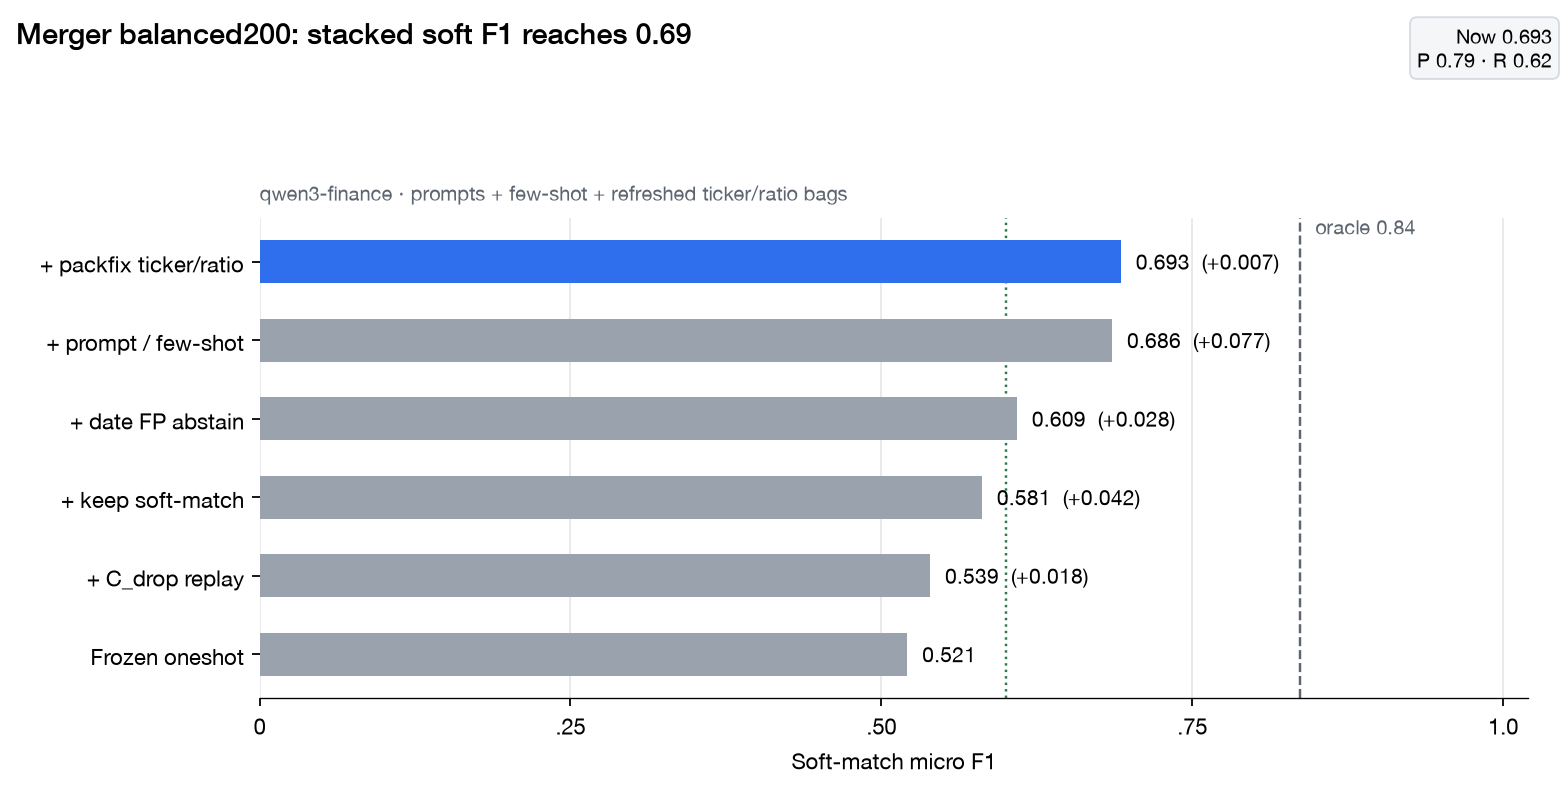 Merger balanced200: stacked soft F1 reaches 0.69
Now 0.693
P 0.79 · R 0.62
qwen3-finance · prompts + few-shot + refreshed ticker/ratio bags
oracle 0.84
+ packfix ticker/ratio
0.693 (+0.007)
+ prompt / few-shot
0.686 (+0.077)
+ date FP abstain
0.609 (+0.028)
+ keep soft-match
0.581 (+0.042)
+ C_drop replay
0.539 (+0.018)
Frozen oneshot
0.521
0 .25 .50 .75 1.0
Soft-match micro F1